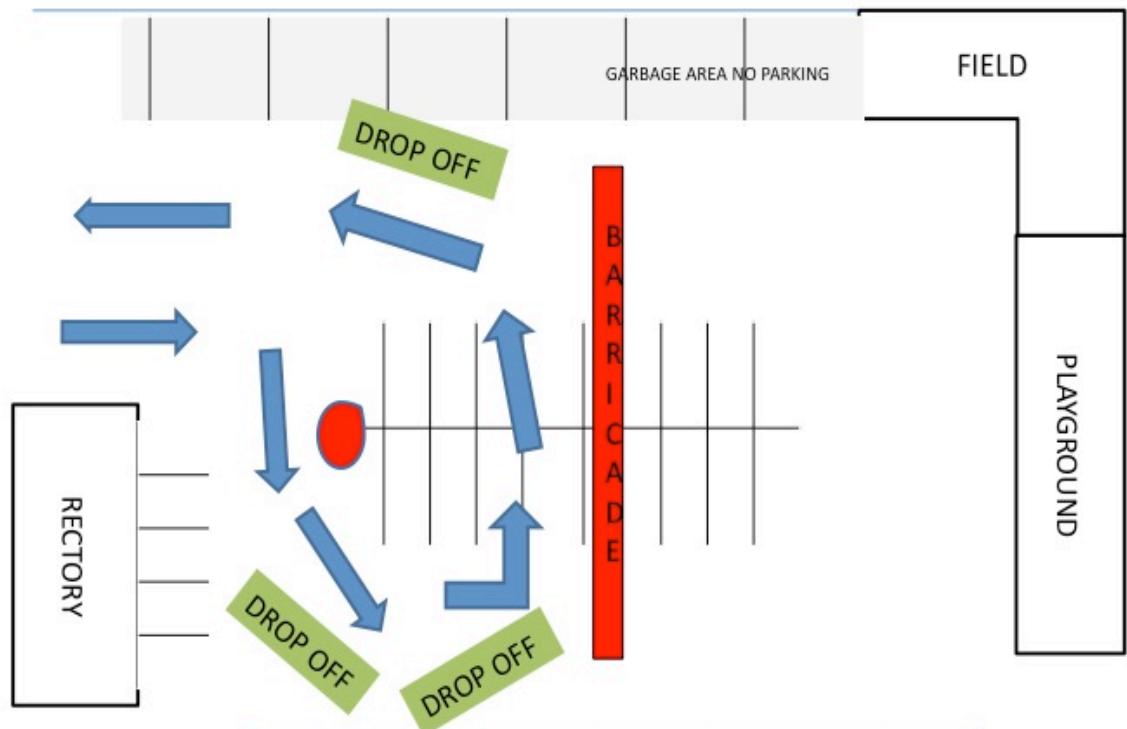 GARBAGE AREA NO PARKING
FIELD
DROP OFF
BARRICADE
PLAYGROUND
RECTORY
DROP OFF
DROP OFF